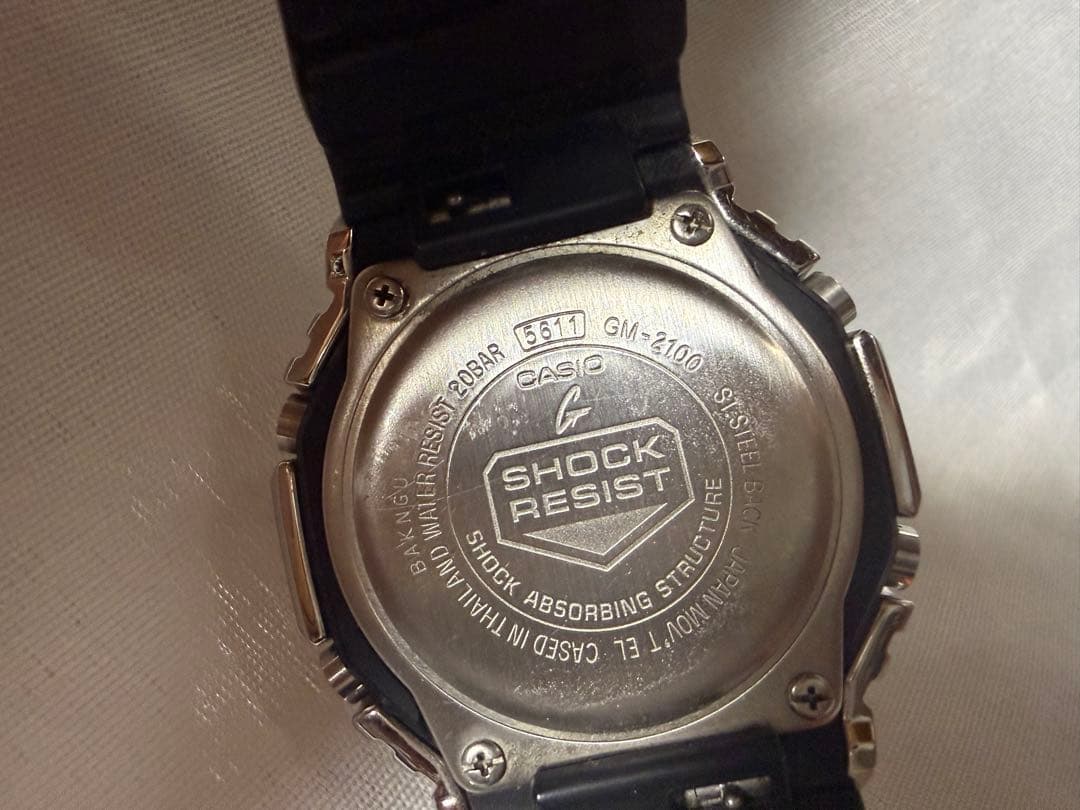 5611 GM-2100
ST.STEEL BACK JAPAN MOV'T EL CASED IN THAILAND WATER RESIST 20BAR
BAKNGU
CASIO
G
SHOCK
RESIST
SHOCK ABSORBING STRUCTURE